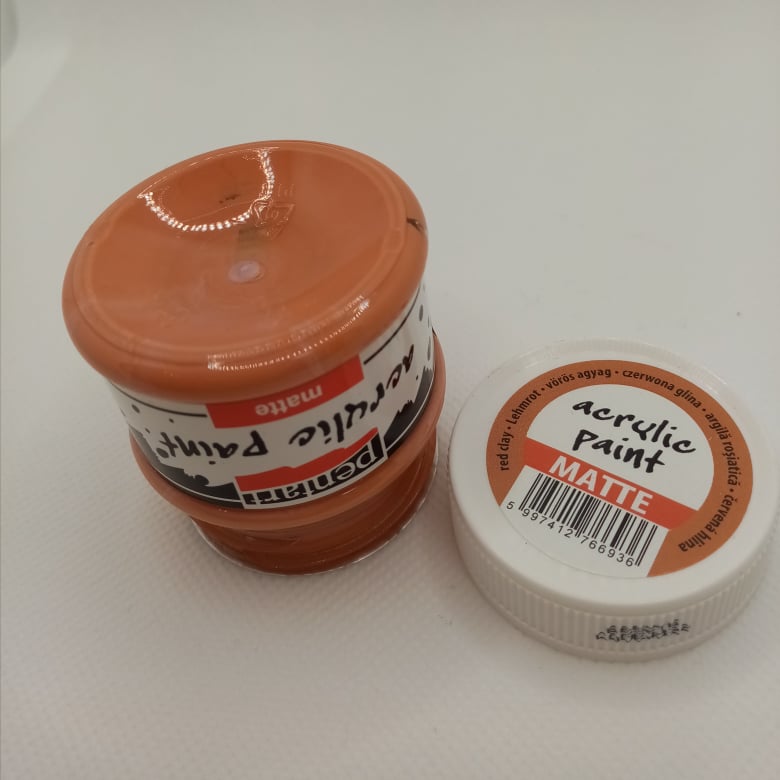 matte
acrylic paint
pentart
red clay • Lehmrot • vörös agyag • czerwona glina • argilă roșiatică • červená hlina
acrylic
paint
MATTE
5 997412 766936